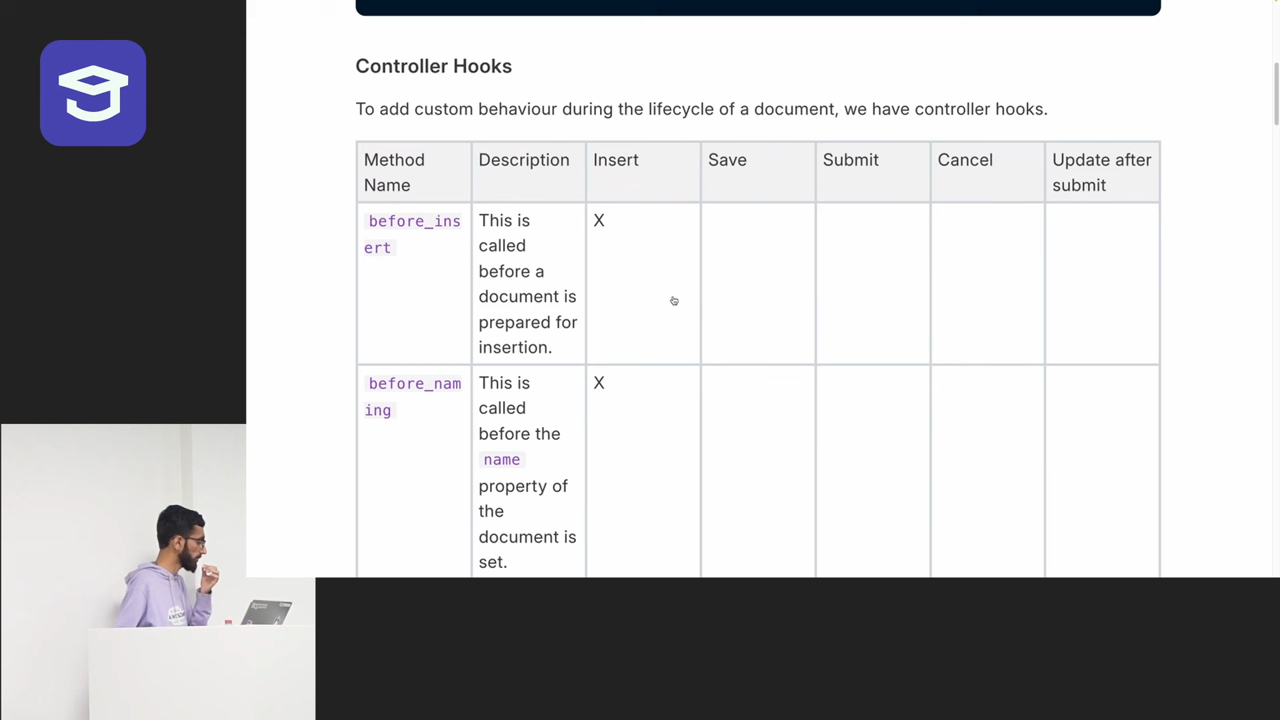 Controller Hooks
To add custom behaviour during the lifecycle of a document, we have controller hooks.
Method Name
Description
Insert
Save
Submit
Cancel
Update after submit
before_ins
ert
This is
called
before a
document is
prepared for
insertion.
X
before_nam
ing
This is
called
before the
name
property of
the
document is
set.
X